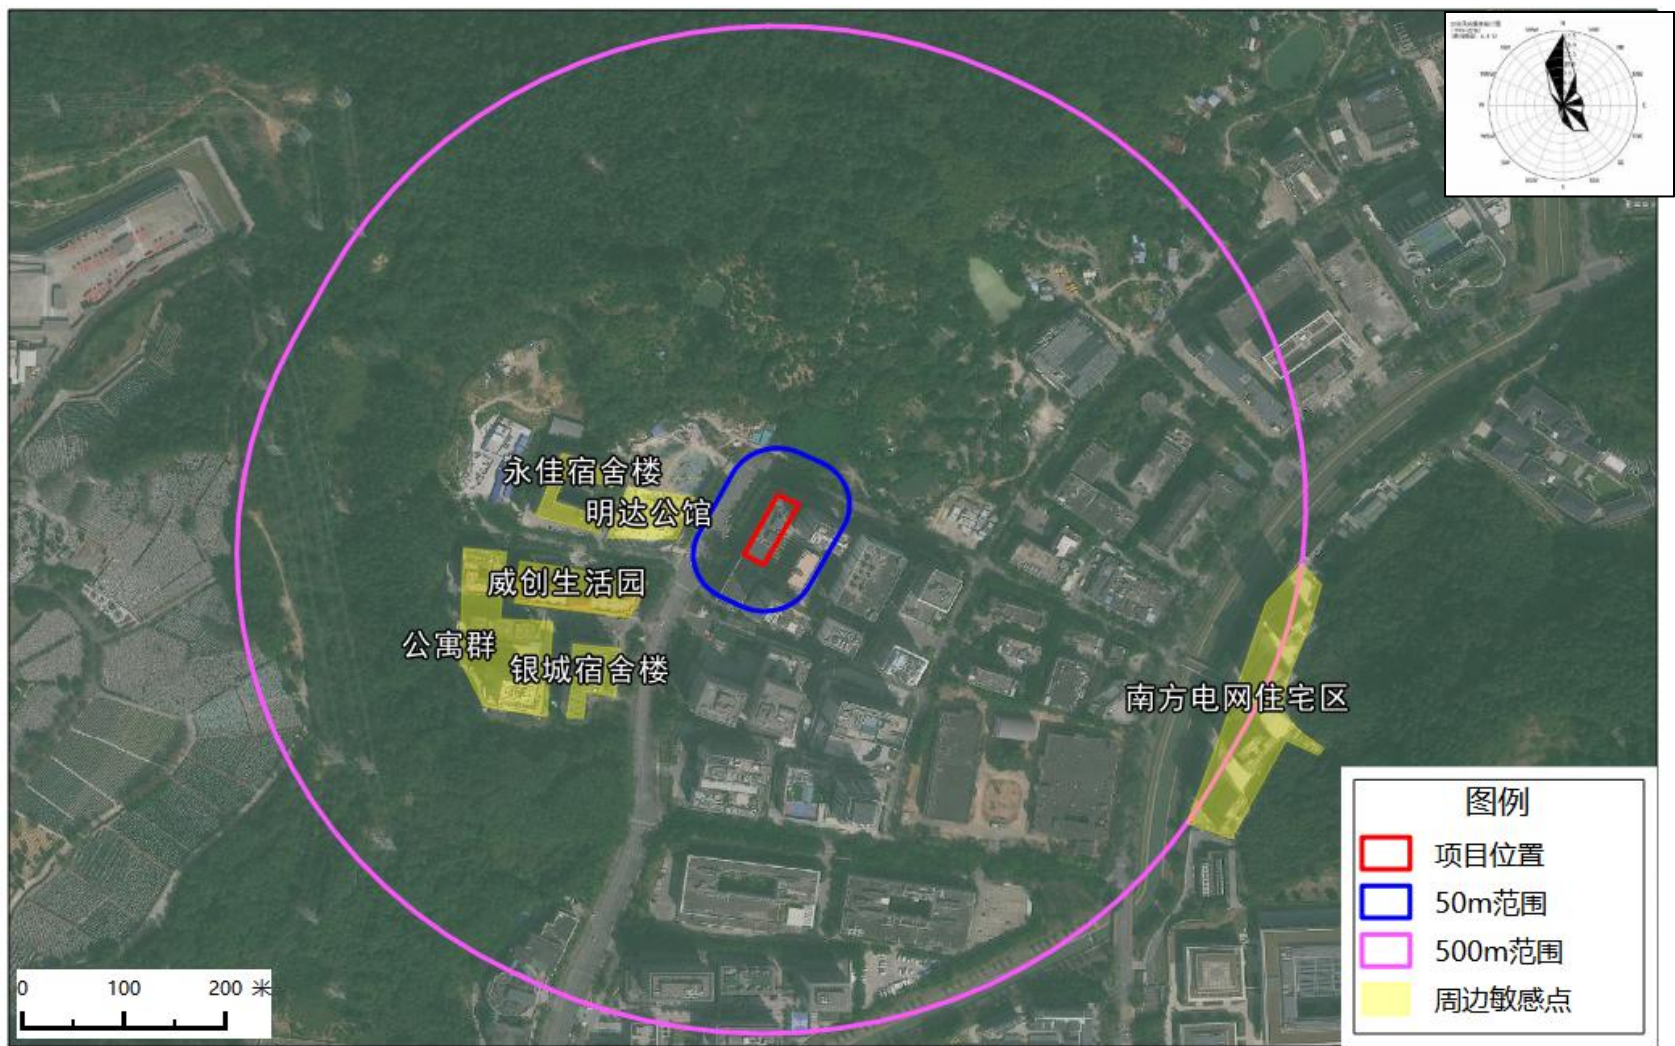 N
E
S
W
永佳宿舍楼
明达公馆
威创生活园
公寓群
银城宿舍楼
南方电网住宅区
图例
项目位置
50m范围
500m范围
周边敏感点
0 100 200 米